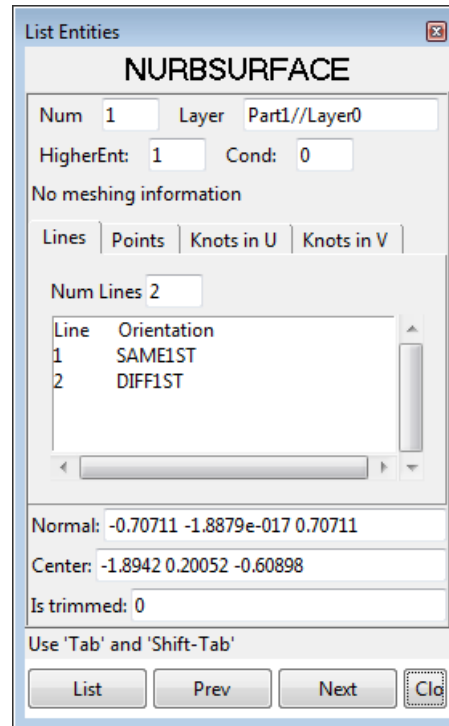 List Entities
NURBSURFACE
Num 1 Layer Part1//Layer0
HigherEnt: 1 Cond: 0
No meshing information
Lines Points Knots in U Knots in V
Num Lines 2
Line Orientation
1 SAME1ST
2 DIFF1ST
Normal: -0.70711 -1.8879e-017 0.70711
Center: -1.8942 0.20052 -0.60898
Is trimmed: 0
Use 'Tab' and 'Shift-Tab'
List Prev Next Clo